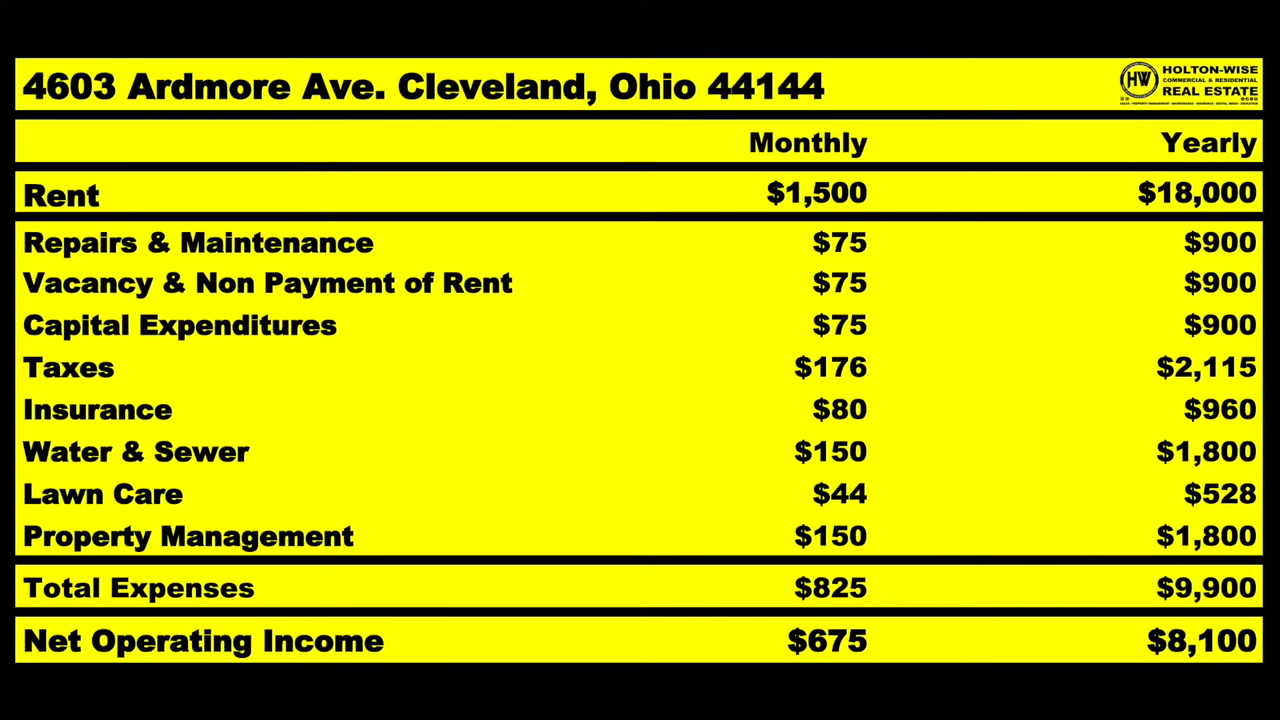 4603 Ardmore Ave. Cleveland, Ohio 44144
HW
HOLTON-WISE
COMMERCIAL & RESIDENTIAL
REAL ESTATE
Monthly Yearly
Rent $1,500 $18,000
Repairs & Maintenance $75 $900
Vacancy & Non Payment of Rent $75 $900
Capital Expenditures $75 $900
Taxes $176 $2,115
Insurance $80 $960
Water & Sewer $150 $1,800
Lawn Care $44 $528
Property Management $150 $1,800
Total Expenses $825 $9,900
Net Operating Income $675 $8,100